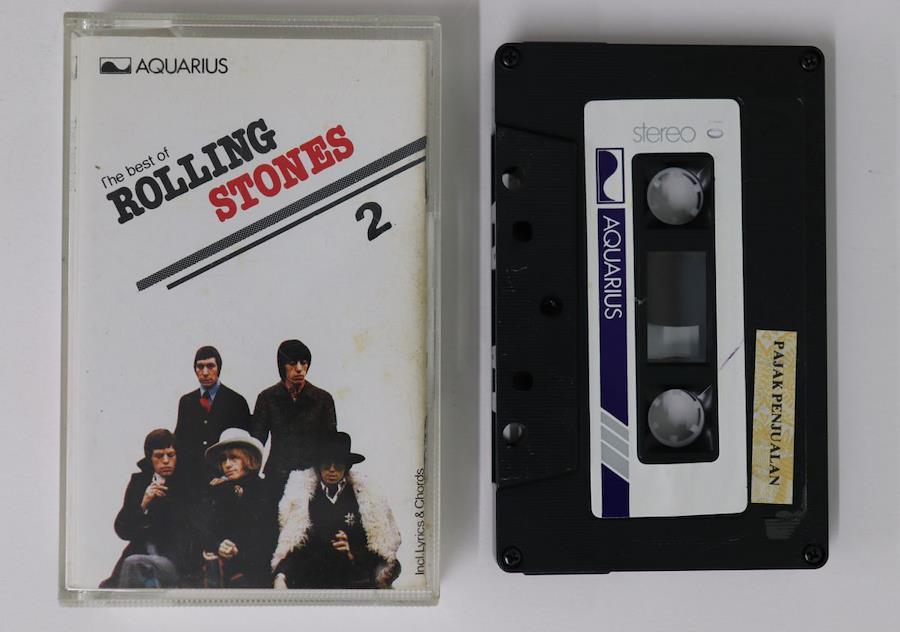 AQUARIUS
The best of
ROLLING
STONES
2
Incl. Lyrics & Chords
stereo
AQUARIUS
PAJAK PENJUALAN